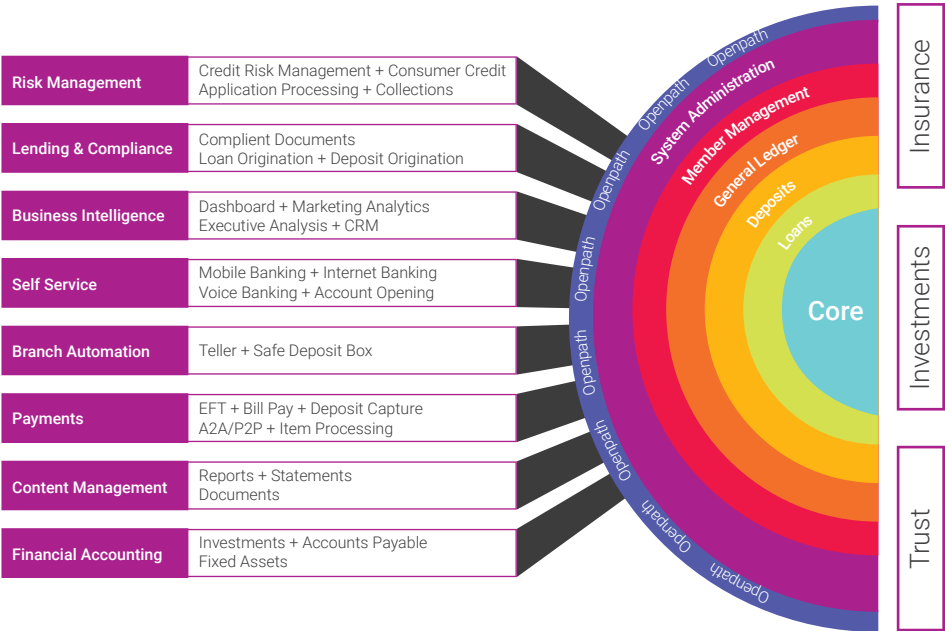 Risk Management
Credit Risk Management + Consumer Credit
Application Processing + Collections
Lending & Compliance
Complient Documents
Loan Origination + Deposit Origination
Business Intelligence
Dashboard + Marketing Analytics
Executive Analysis + CRM
Self Service
Mobile Banking + Internet Banking
Voice Banking + Account Opening
Branch Automation
Teller + Safe Deposit Box
Payments
EFT + Bill Pay + Deposit Capture
A2A/P2P + Item Processing
Content Management
Reports + Statements
Documents
Financial Accounting
Investments + Accounts Payable
Fixed Assets
Openpath
Openpath
Openpath
Openpath
Openpath
Openpath
Openpath
Openpath
System Administration
Member Management
General Ledger
Deposits
Loans
Core
Insurance
Investments
Trust